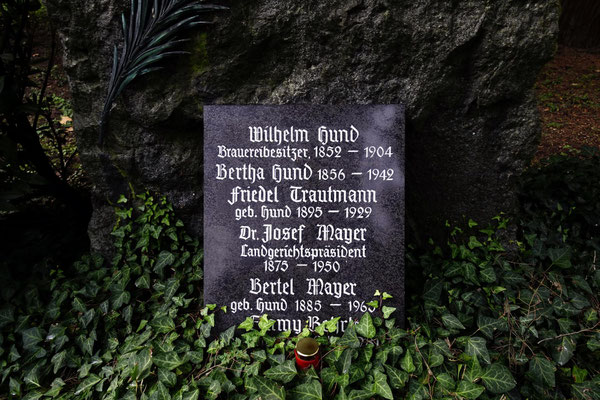 Wilhelm Hund
Brauereibesitzer, 1852 – 1904
Bertha Hund 1856 – 1942
Friedel Trautmann
geb. Hund 1895 – 1929
Dr. Josef Mayer
Landgerichtspräsident
1875 – 1950
Bertel Mayer
geb. Hund 1885 – 1965